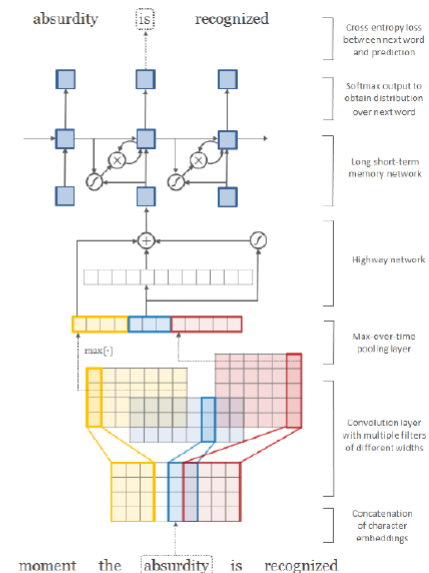 absurdity is recognized
Cross entropy loss
between next word
and prediction
Softmax output to
obtain distribution
over next word
Long short-term
memory network
Highway network
Max-over-time
pooling layer
max[·]
Convolution layer
with multiple filters
of different widths
Concatenation
of character
embeddings
moment the absurdity is recognized